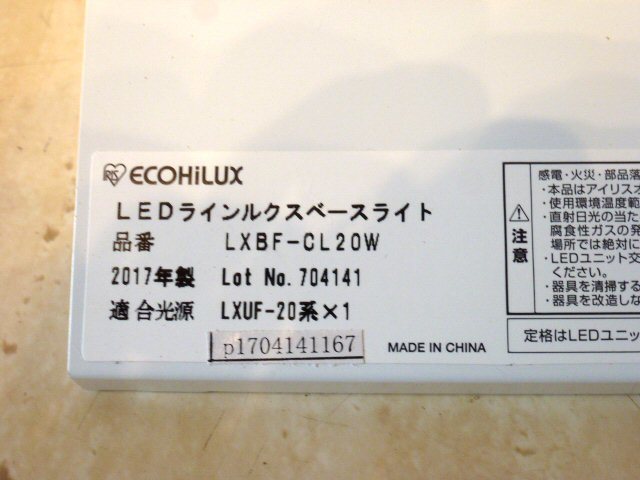 IRIS ECOHiLUX
LEDラインルクスベースライト
品番 LXBF-CL20W
2017年製 Lot No. 704141
適合光源 LXUF-20系×1
p1704141167
MADE IN CHINA
注意
感電・火災・部品落
・本品はアイリスオ
・使用環境温度範
・直射日光の当た
腐食性ガスの発
場所では絶対に
・LEDユニット交
ください。
・器具を清掃する
・器具を改造しな
定格はLEDユニッ